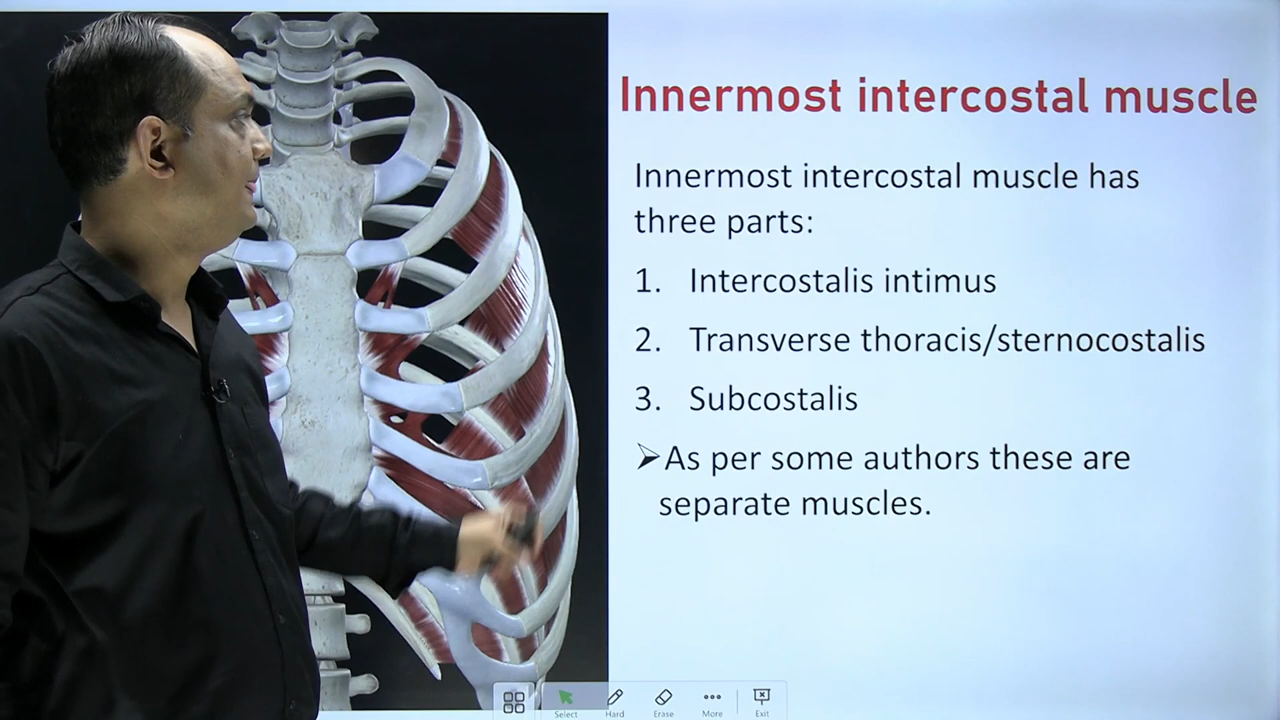 Innermost intercostal muscle
Innermost intercostal muscle has
three parts:
1. Intercostalis intimus
2. Transverse thoracis/sternocostalis
3. Subcostalis
➢As per some authors these are
separate muscles.
Select
Hard
Erase
More
Exit